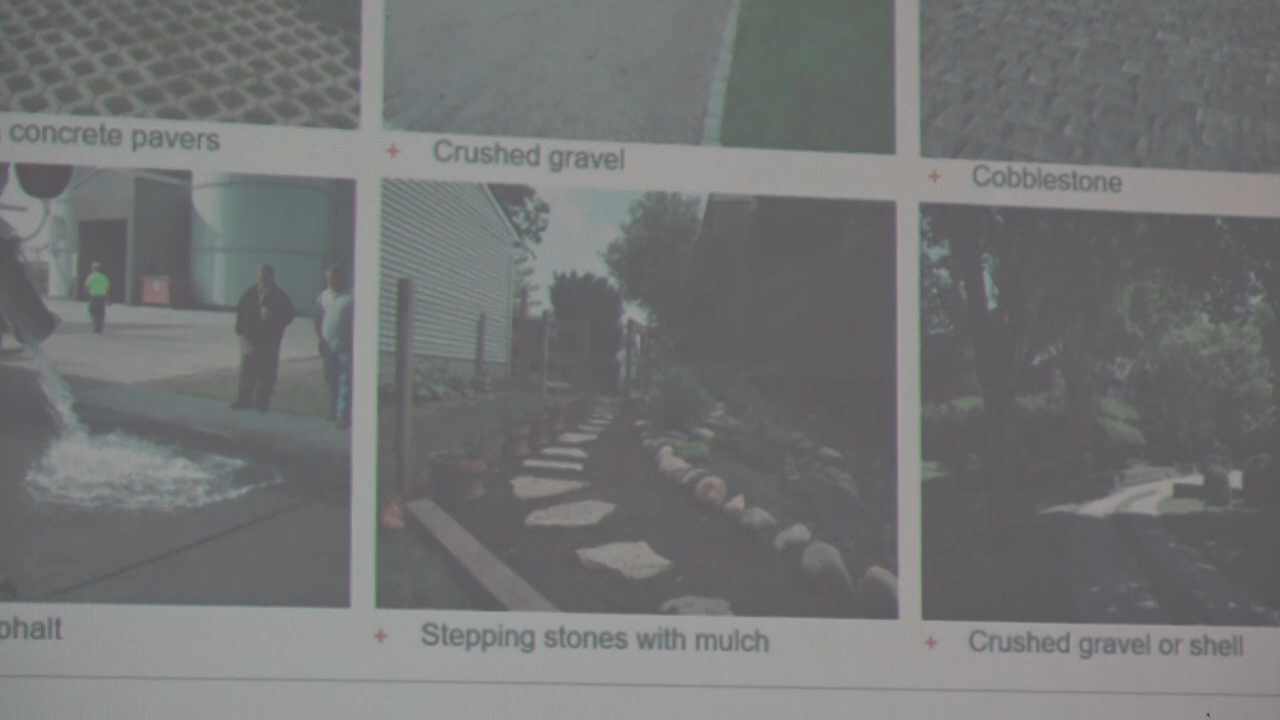 concrete pavers
+ Crushed gravel
+ Cobblestone
phalt
+ Stepping stones with mulch
+ Crushed gravel or shell